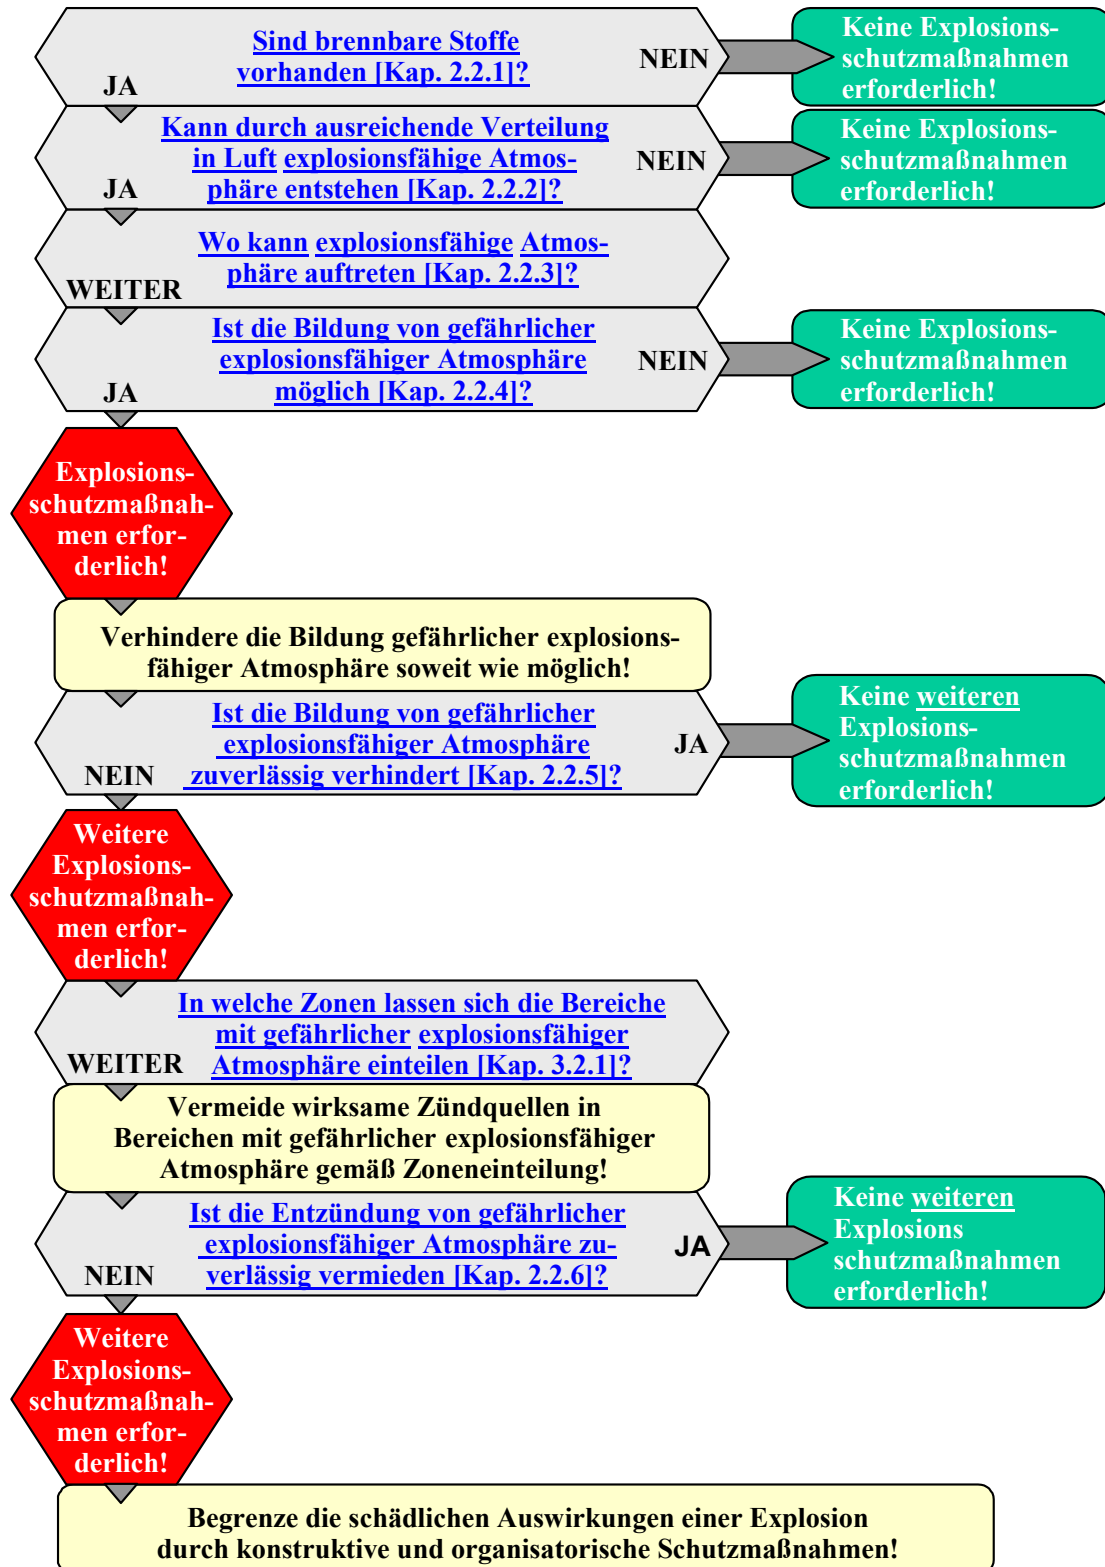 Sind brennbare Stoffe
vorhanden [Kap. 2.2.1]?
JA
NEIN
Keine Explosions-
schutzmaßnahmen
erforderlich!
Kann durch ausreichende Verteilung
in Luft explosionsfähige Atmos-
phäre entstehen [Kap. 2.2.2]?
JA
NEIN
Keine Explosions-
schutzmaßnahmen
erforderlich!
Wo kann explosionsfähige Atmos-
phäre auftreten [Kap. 2.2.3]?
WEITER
Ist die Bildung von gefährlicher
explosionsfähiger Atmosphäre
möglich [Kap. 2.2.4]?
JA
NEIN
Keine Explosions-
schutzmaßnahmen
erforderlich!
Explosions-
schutzmaßnah-
men erfor-
derlich!
Verhindere die Bildung gefährlicher explosions-
fähiger Atmosphäre soweit wie möglich!
Ist die Bildung von gefährlicher
explosionsfähiger Atmosphäre
zuverlässig verhindert [Kap. 2.2.5]?
NEIN
JA
Keine weiteren
Explosions-
schutzmaßnahmen
erforderlich!
Weitere
Explosions-
schutzmaßnah-
men erfor-
derlich!
In welche Zonen lassen sich die Bereiche
mit gefährlicher explosionsfähiger
Atmosphäre einteilen [Kap. 3.2.1]?
WEITER
Vermeide wirksame Zündquellen in
Bereichen mit gefährlicher explosionsfähiger
Atmosphäre gemäß Zoneneinteilung!
Ist die Entzündung von gefährlicher
explosionsfähiger Atmosphäre zu-
verlässig vermieden [Kap. 2.2.6]?
NEIN
JA
Keine weiteren
Explosions
schutzmaßnahmen
erforderlich!
Weitere
Explosions-
schutzmaßnah-
men erfor-
derlich!
Begrenze die schädlichen Auswirkungen einer Explosion
durch konstruktive und organisatorische Schutzmaßnahmen!